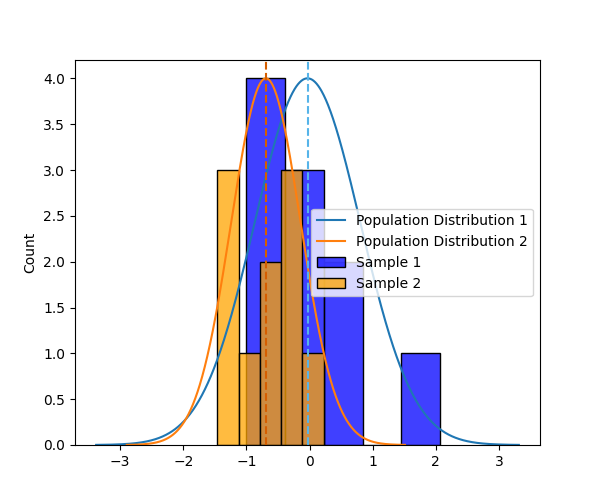 4.0
3.5
3.0
2.5
2.0
1.5
1.0
0.5
0.0
Count
Population Distribution 1
Population Distribution 2
Sample 1
Sample 2
−3 −2 −1 0 1 2 3